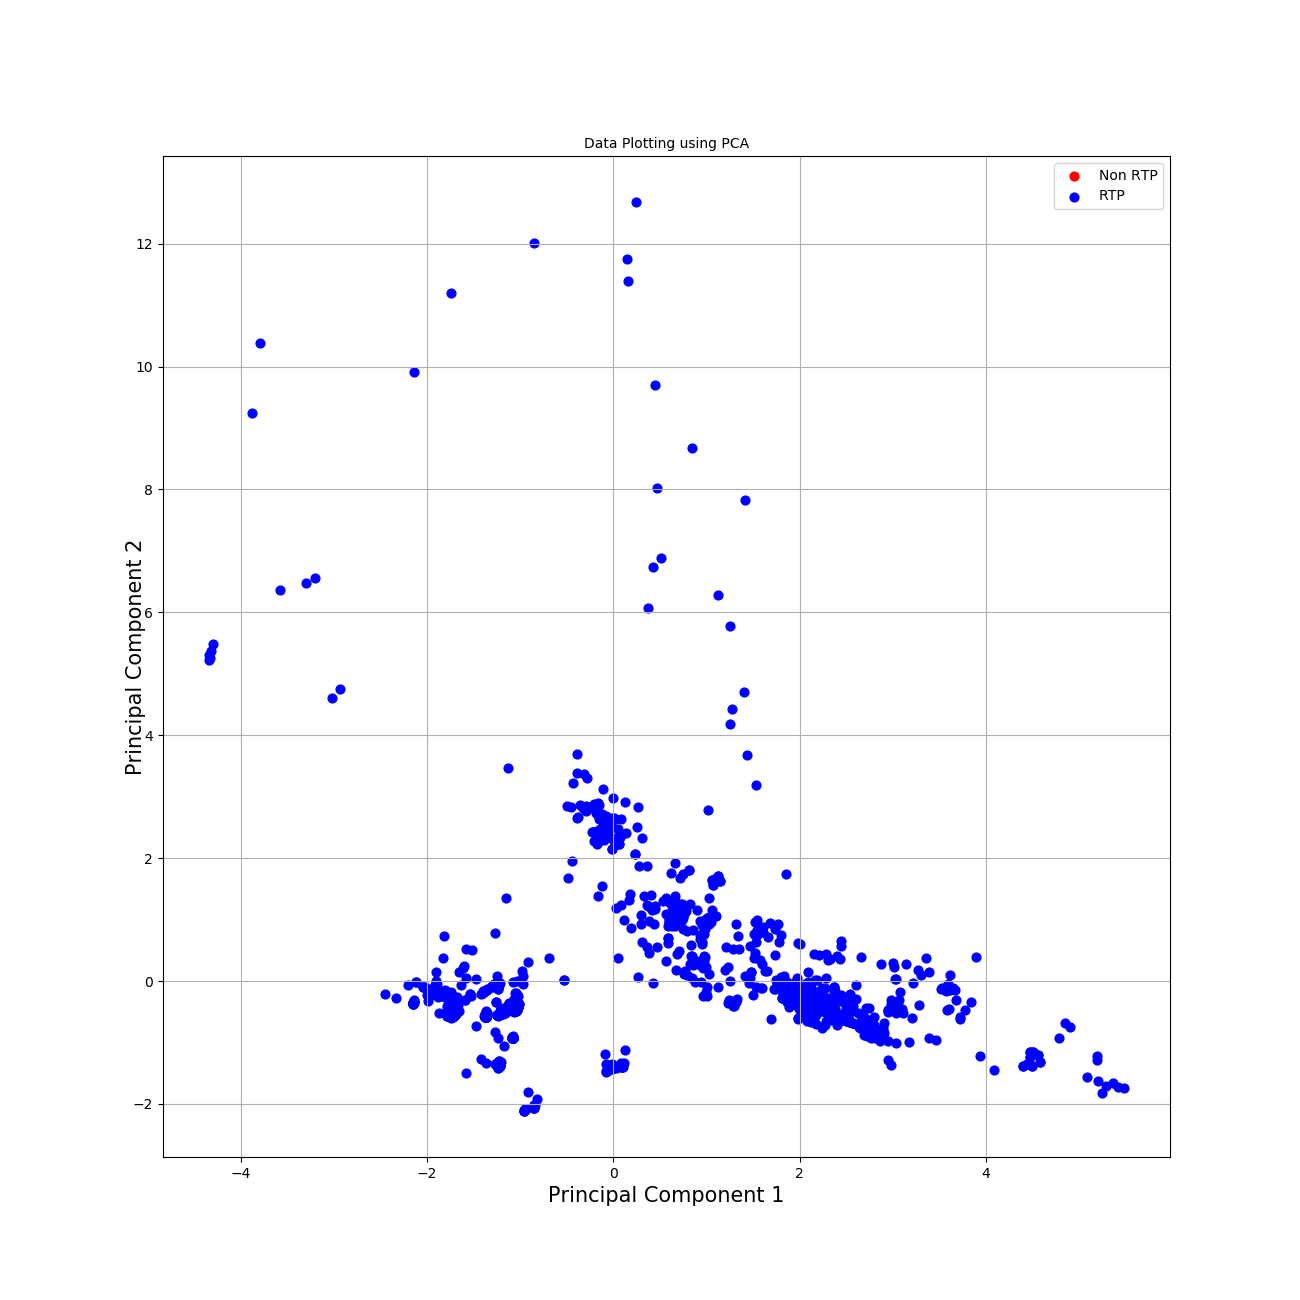 Data Plotting using PCA
Non RTP
RTP
12
10
8
6
4
2
0
−2
Principal Component 2
−4
−2
0
2
4
Principal Component 1